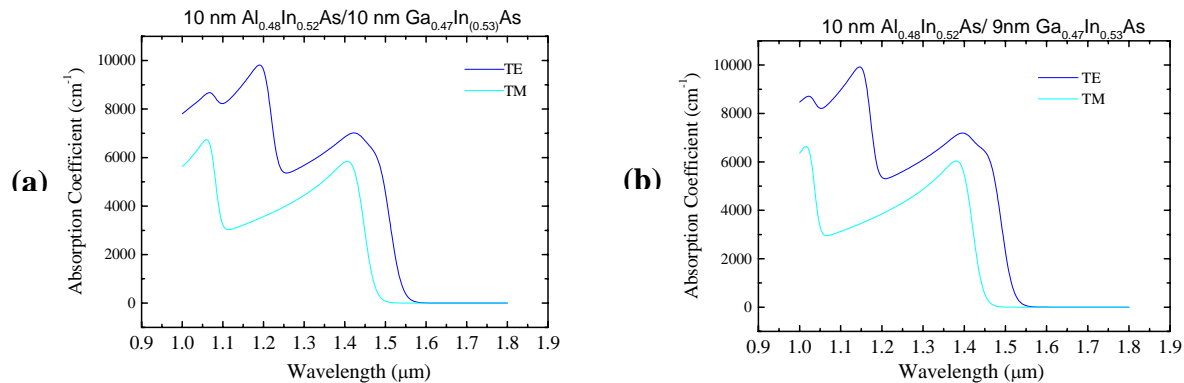 10 nm Al0.48In0.52As/10 nm Ga0.47In(0.53)As
(a)
Absorption Coefficient (cm-1)
10000
8000
6000
4000
2000
0
TE
TM
0.9 1.0 1.1 1.2 1.3 1.4 1.5 1.6 1.7 1.8 1.9
Wavelength (μm)
10 nm Al0.48In0.52As/ 9nm Ga0.47In0.53As
(b)
Absorption Coefficient (cm-1)
10000
8000
6000
4000
2000
0
TE
TM
0.9 1.0 1.1 1.2 1.3 1.4 1.5 1.6 1.7 1.8 1.9
Wavelength (μm)